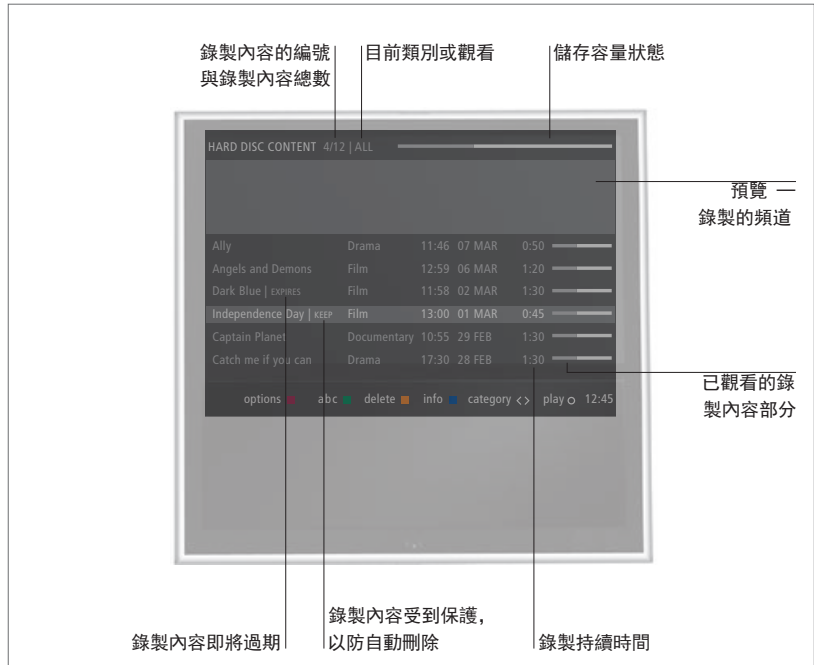 錄製內容的編號
與錄製內容總數
目前類別或觀看
儲存容量狀態
HARD DISC CONTENT 4/12 | ALL
預覽 —
錄製的頻道
Ally Drama 11:46 07 MAR 0:50
Angels and Demons Film 12:59 06 MAR 1:20
Dark Blue | EXPIRES Film 11:58 02 MAR 1:30
Independence Day | KEEP Film 13:00 01 MAR 0:45
Captain Planet Documentary 10:55 29 FEB 1:30
Catch me if you can Drama 17:30 28 FEB 1:30
已觀看的錄
製內容部分
options abc delete info category <> play 12:45
錄製內容即將過期
錄製內容受到保護，
以防自動刪除
錄製持續時間